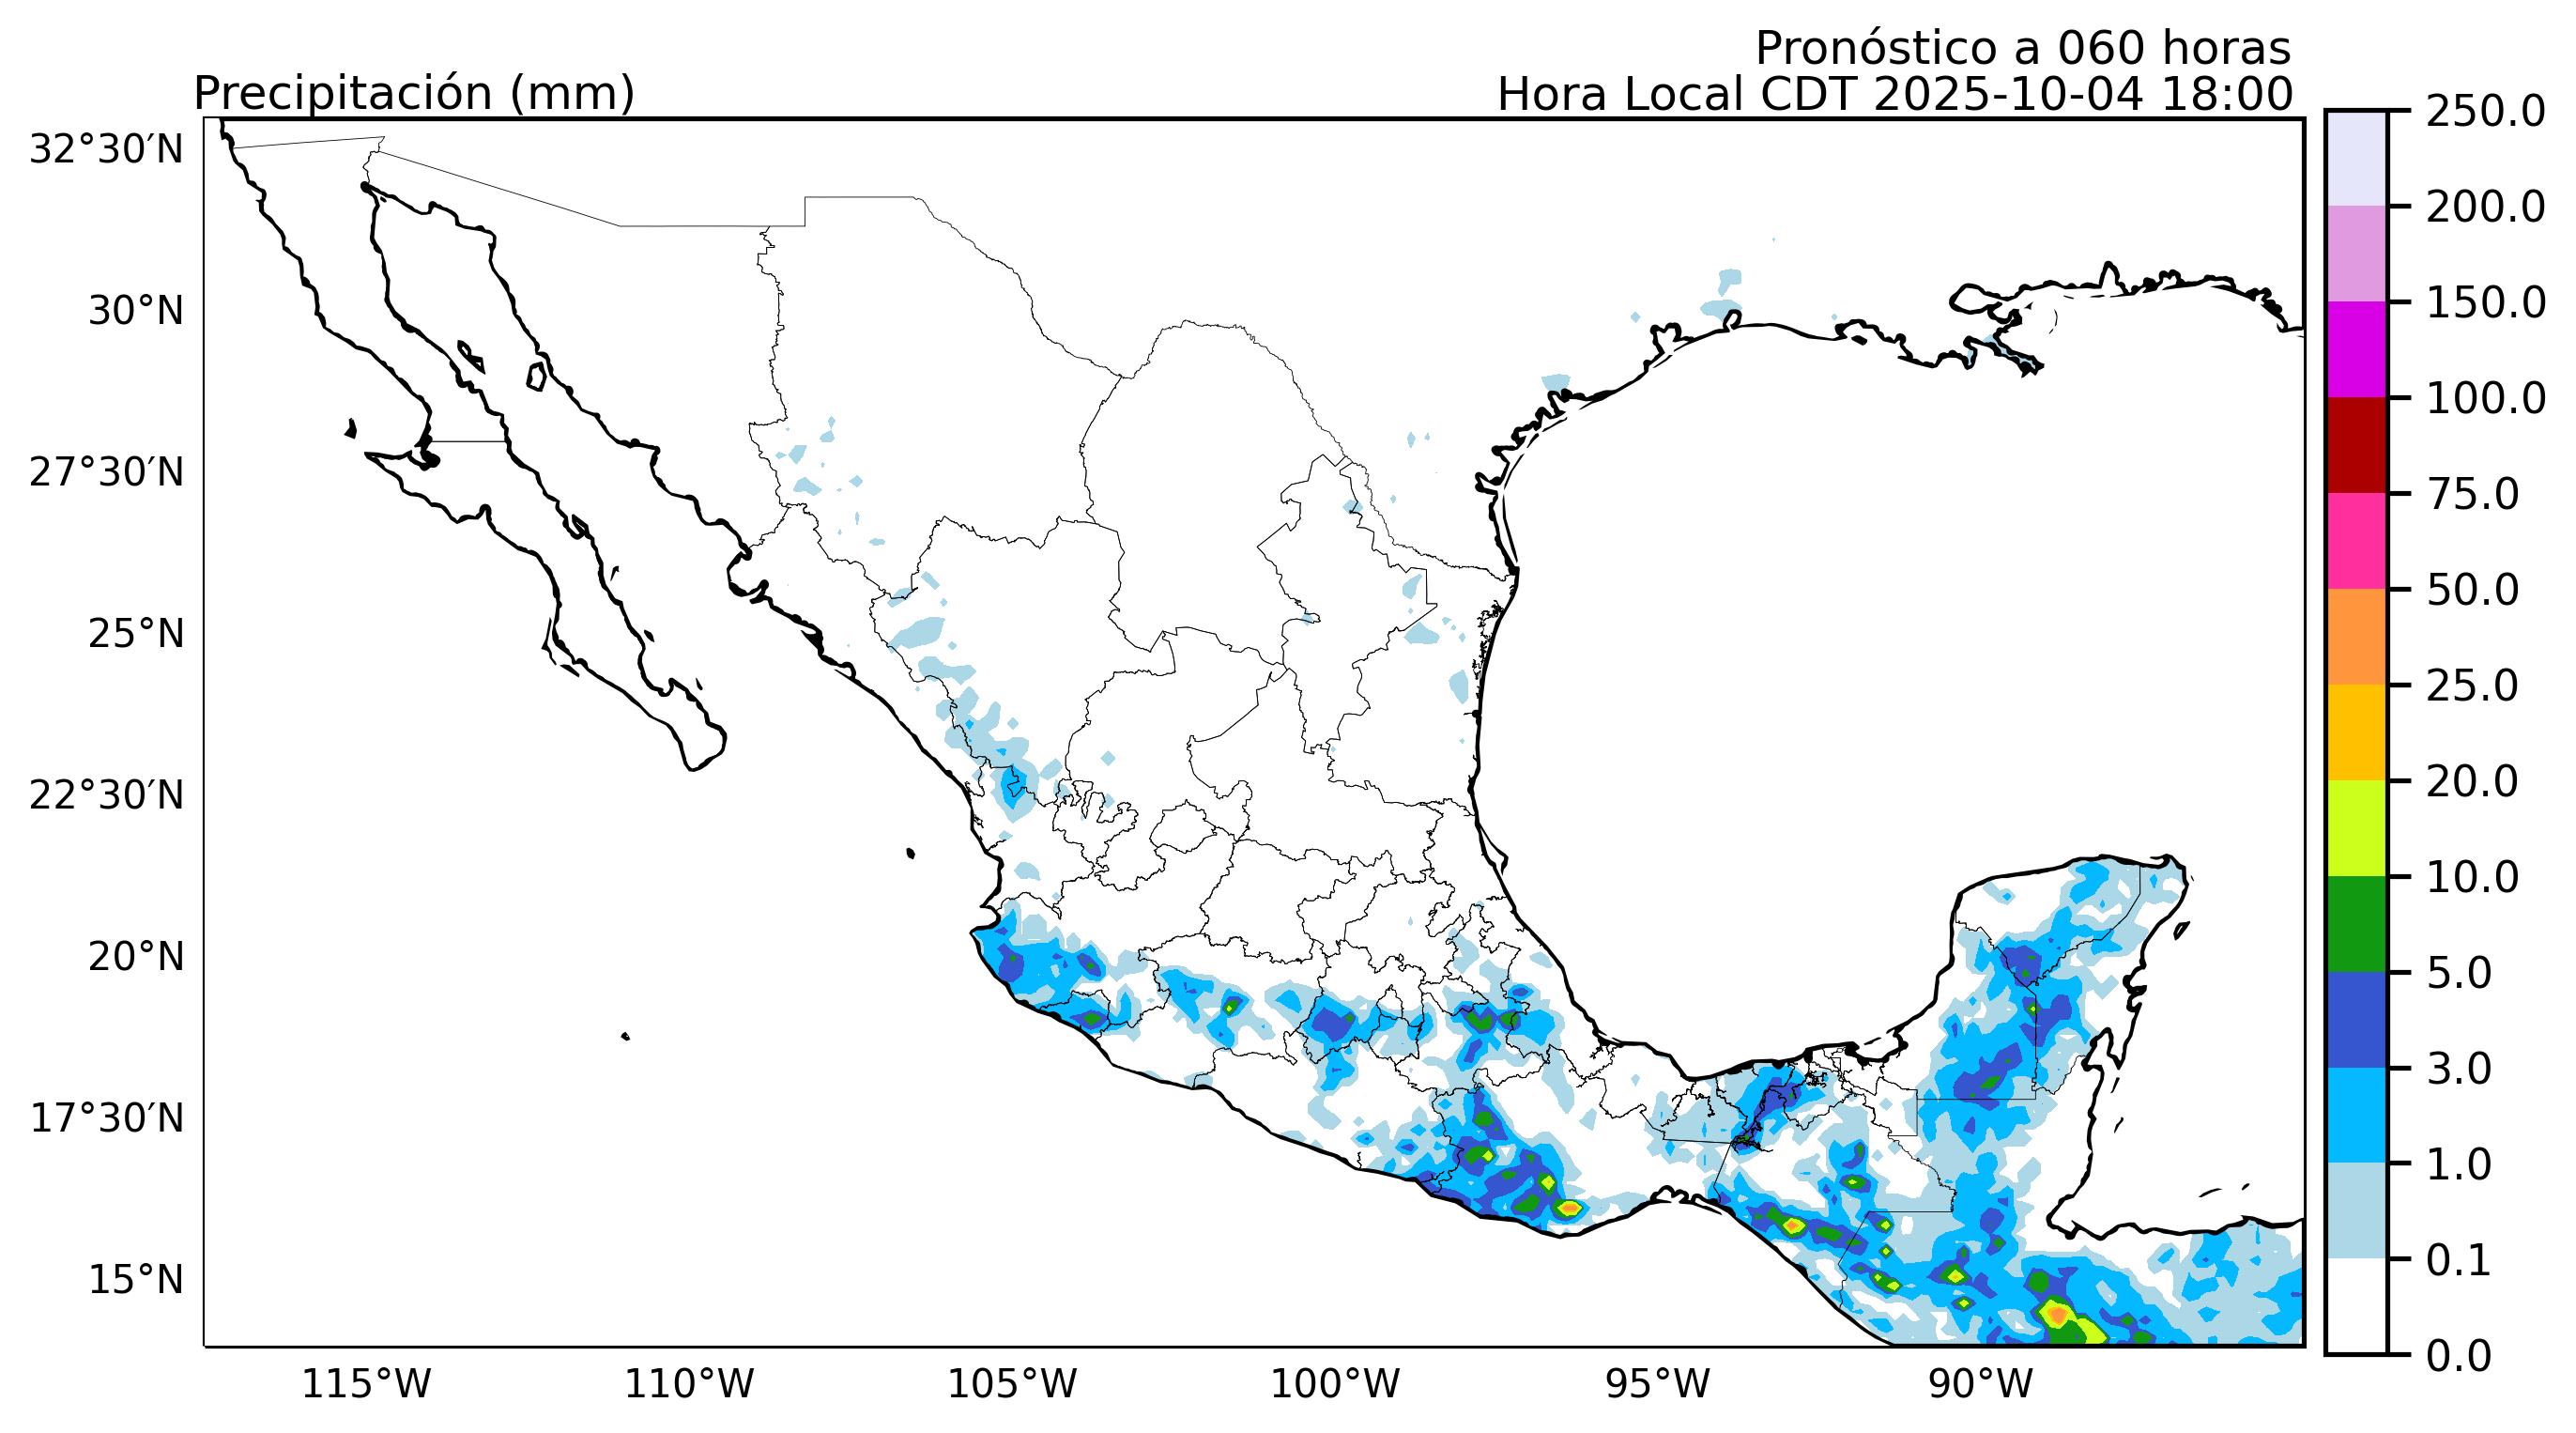 Pronóstico a 060 horas
Precipitación (mm)
Hora Local CDT 2025-10-04 18:00
32°30′N
30°N
27°30′N
25°N
22°30′N
20°N
17°30′N
15°N
115°W
110°W
105°W
100°W
95°W
90°W
250.0
200.0
150.0
100.0
75.0
50.0
25.0
20.0
10.0
5.0
3.0
1.0
0.1
0.0